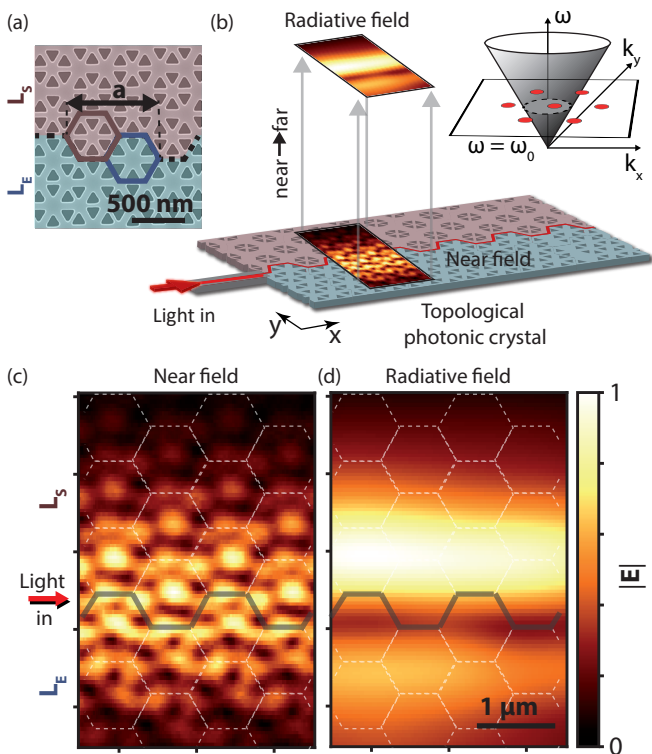 (a)
L_S
a
L_E
500 nm
(b)
Radiative field
near
far
ω
k_y
ω = ω_0
k_x
Near field
Light in
y
x
Topological
photonic crystal
(c)
Near field
L_S
Light
in
L_E
(d)
Radiative field
1 μm
1
|E|
0